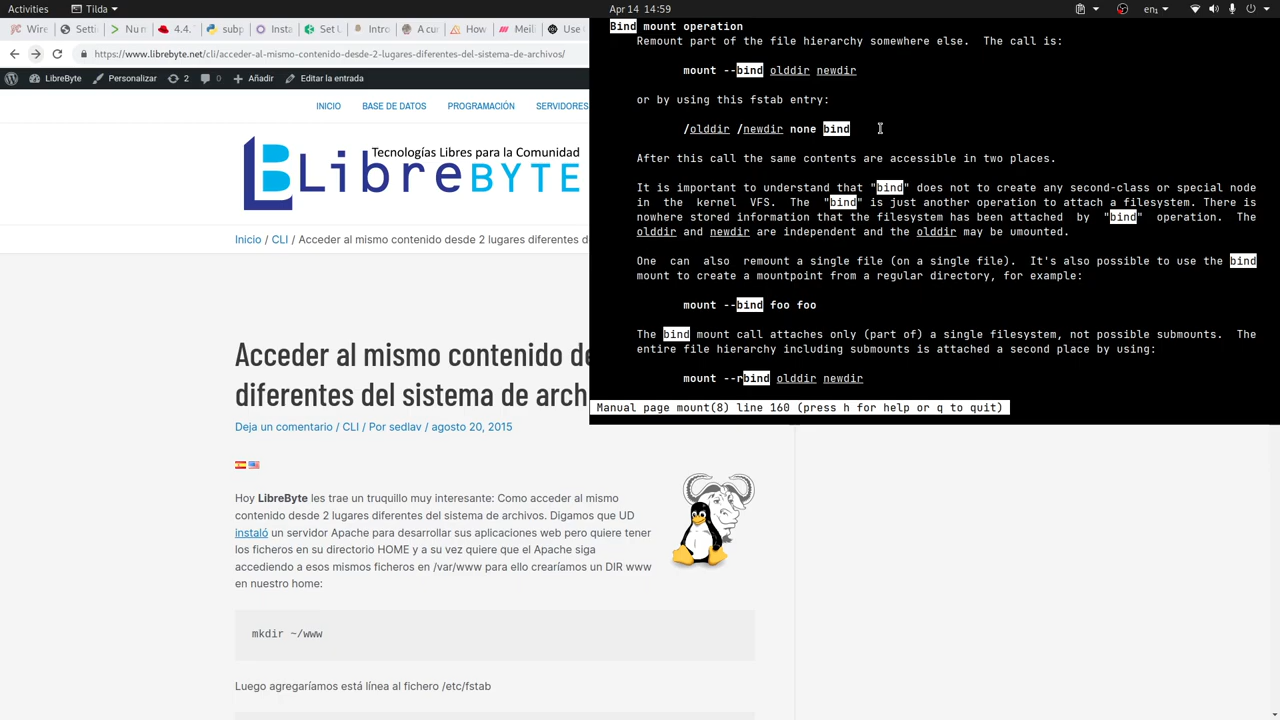 Activities Tilda Apr 14 14:59 en
Wire Setti Nu m 4.4. subp Insta Set U Intro A cur How Meili Use G
https://www.librebyte.net/cli/acceder-al-mismo-contenido-desde-2-lugares-diferentes-del-sistema-de-archivos/
LibreByte Personalizar 2 0 Añadir Editar la entrada
INICIO BASE DE DATOS PROGRAMACIÓN SERVIDORES
Tecnologías Libres para la Comunidad
LibreBYTE
Inicio / CLI / Acceder al mismo contenido desde 2 lugares diferentes d
Acceder al mismo contenido de
diferentes del sistema de arch
Deja un comentario / CLI / Por sedlav / agosto 20, 2015
Hoy LibreByte les trae un truquillo muy interesante: Como acceder al mismo
contenido desde 2 lugares diferentes del sistema de archivos. Digamos que UD
instaló un servidor Apache para desarrollar sus aplicaciones web pero quiere tener
los ficheros en su directorio HOME y a su vez quiere que el Apache siga
accediendo a esos mismos ficheros en /var/www para ello crearíamos un DIR www
en nuestro home:
mkdir ~/www
Luego agregaríamos está línea al fichero /etc/fstab
Bind mount operation
Remount part of the file hierarchy somewhere else. The call is:
mount --bind olddir newdir
or by using this fstab entry:
/olddir /newdir none bind
After this call the same contents are accessible in two places.
It is important to understand that "bind" does not to create any second-class or special node
in the kernel VFS. The "bind" is just another operation to attach a filesystem. There is
nowhere stored information that the filesystem has been attached by "bind" operation. The
olddir and newdir are independent and the olddir may be umounted.
One can also remount a single file (on a single file). It's also possible to use the bind
mount to create a mountpoint from a regular directory, for example:
mount --bind foo foo
The bind mount call attaches only (part of) a single filesystem, not possible submounts. The
entire file hierarchy including submounts is attached a second place by using:
mount --rbind olddir newdir
Manual page mount(8) line 160 (press h for help or q to quit)